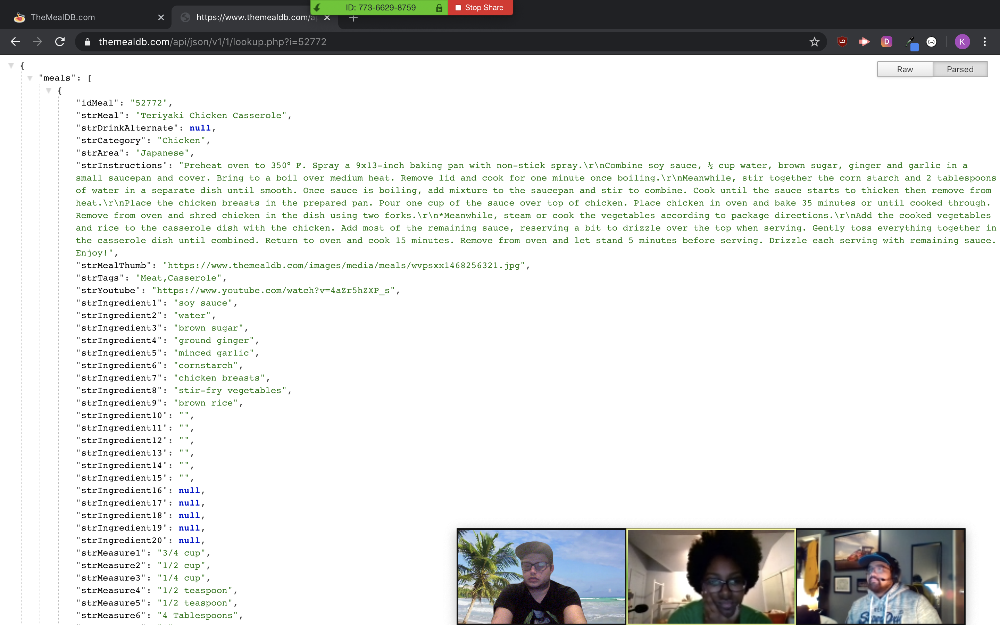 ID: 773-6629-8759 Stop Share
TheMealDB.com https://www.themealdb.com/ap
themealdb.com/api/json/v1/1/lookup.php?i=52772
D K
Raw Parsed
{
"meals": [
{
"idMeal": "52772",
"strMeal": "Teriyaki Chicken Casserole",
"strDrinkAlternate": null,
"strCategory": "Chicken",
"strArea": "Japanese",
"strInstructions": "Preheat oven to 350° F. Spray a 9x13-inch baking pan with non-stick spray.\r\nCombine soy sauce, ½ cup water, brown sugar, ginger and garlic in a
small saucepan and cover. Bring to a boil over medium heat. Remove lid and cook for one minute once boiling.\r\nMeanwhile, stir together the corn starch and 2 tablespoons
of water in a separate dish until smooth. Once sauce is boiling, add mixture to the saucepan and stir to combine. Cook until the sauce starts to thicken then remove from
heat.\r\nPlace the chicken breasts in the prepared pan. Pour one cup of the sauce over top of chicken. Place chicken in oven and bake 35 minutes or until cooked through.
Remove from oven and shred chicken in the dish using two forks.\r\n*Meanwhile, steam or cook the vegetables according to package directions.\r\nAdd the cooked vegetables
and rice to the casserole dish with the chicken. Add most of the remaining sauce, reserving a bit to drizzle over the top when serving. Gently toss everything together in
the casserole dish until combined. Return to oven and cook 15 minutes. Remove from oven and let stand 5 minutes before serving. Drizzle each serving with remaining sauce.
Enjoy!",
"strMealThumb": "https://www.themealdb.com/images/media/meals/wvpsxx1468256321.jpg",
"strTags": "Meat,Casserole",
"strYoutube": "https://www.youtube.com/watch?v=4aZr5hZXP_s",
"strIngredient1": "soy sauce",
"strIngredient2": "water",
"strIngredient3": "brown sugar",
"strIngredient4": "ground ginger",
"strIngredient5": "minced garlic",
"strIngredient6": "cornstarch",
"strIngredient7": "chicken breasts",
"strIngredient8": "stir-fry vegetables",
"strIngredient9": "brown rice",
"strIngredient10": "",
"strIngredient11": "",
"strIngredient12": "",
"strIngredient13": "",
"strIngredient14": "",
"strIngredient15": "",
"strIngredient16": null,
"strIngredient17": null,
"strIngredient18": null,
"strIngredient19": null,
"strIngredient20": null,
"strMeasure1": "3/4 cup",
"strMeasure2": "1/2 cup",
"strMeasure3": "1/4 cup",
"strMeasure4": "1/2 teaspoon",
"strMeasure5": "1/2 teaspoon",
"strMeasure6": "4 Tablespoons",